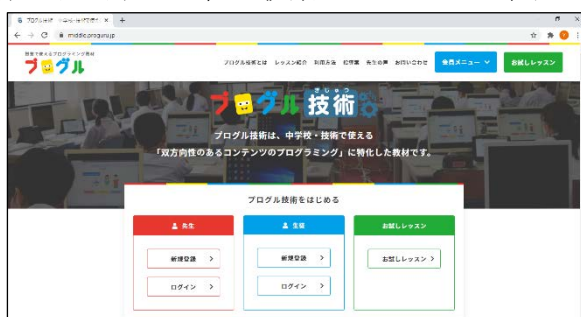 middle.proguru.jp
授業で使えるプログラミング教材
プログル
プログル技術とは レッスン紹介 利用方法 指導案 先生の声 お問い合わせ 会員メニュー お試しレッスン
プログル技術
ぎじゅつ
プログル技術は、中学校・技術で使える
「双方向性のあるコンテンツのプログラミング」に特化した教材です。
プログル技術をはじめる
先生 生徒 お試しレッスン
新規登録 新規登録 お試しレッスン
ログイン ログイン